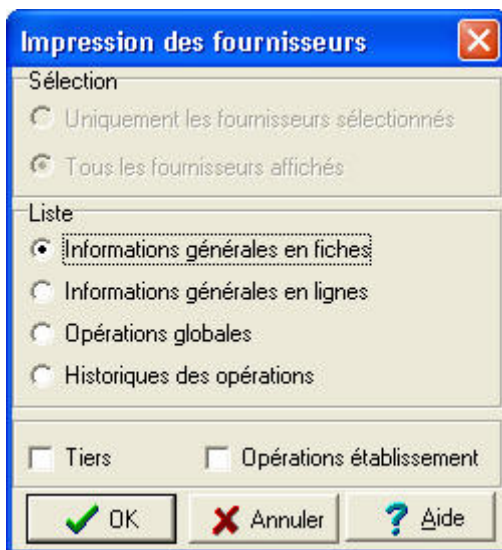 Impression des fournisseurs
Sélection
Uniquement les fournisseurs sélectionnés
Tous les fournisseurs affichés
Liste
Informations générales en fiches
Informations générales en lignes
Opérations globales
Historiques des opérations
Tiers Opérations établissement
OK Annuler Aide